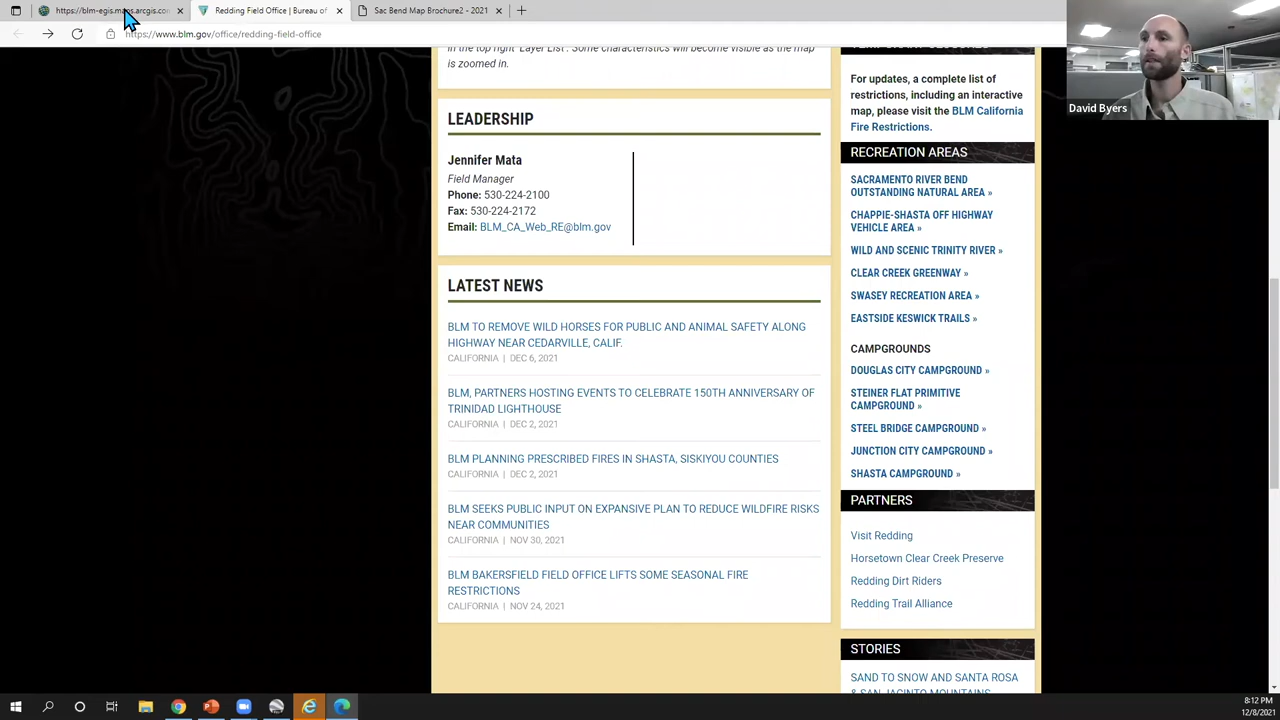 https://blm-egis.maps.arcgis.co
Redding Field Office | Bureau of
Sac Bend Map Brochure2 - 2021
https://www.blm.gov/office/redding-field-office
in the top right 'Layer List'. Some characteristics will become visible as the map
is zoomed in.
LEADERSHIP
Jennifer Mata
Field Manager
Phone: 530-224-2100
Fax: 530-224-2172
Email: BLM_CA_Web_RE@blm.gov
LATEST NEWS
BLM TO REMOVE WILD HORSES FOR PUBLIC AND ANIMAL SAFETY ALONG
HIGHWAY NEAR CEDARVILLE, CALIF.
CALIFORNIA | DEC 6, 2021
BLM, PARTNERS HOSTING EVENTS TO CELEBRATE 150TH ANNIVERSARY OF
TRINIDAD LIGHTHOUSE
CALIFORNIA | DEC 2, 2021
BLM PLANNING PRESCRIBED FIRES IN SHASTA, SISKIYOU COUNTIES
CALIFORNIA | DEC 2, 2021
BLM SEEKS PUBLIC INPUT ON EXPANSIVE PLAN TO REDUCE WILDFIRE RISKS
NEAR COMMUNITIES
CALIFORNIA | NOV 30, 2021
BLM BAKERSFIELD FIELD OFFICE LIFTS SOME SEASONAL FIRE
RESTRICTIONS
CALIFORNIA | NOV 24, 2021
For updates, a complete list of
restrictions, including an interactive
map, please visit the BLM California
Fire Restrictions.
RECREATION AREAS
SACRAMENTO RIVER BEND
OUTSTANDING NATURAL AREA »
CHAPPIE-SHASTA OFF HIGHWAY
VEHICLE AREA »
WILD AND SCENIC TRINITY RIVER »
CLEAR CREEK GREENWAY »
SWASEY RECREATION AREA »
EASTSIDE KESWICK TRAILS »
CAMPGROUNDS
DOUGLAS CITY CAMPGROUND »
STEINER FLAT PRIMITIVE
CAMPGROUND »
STEEL BRIDGE CAMPGROUND »
JUNCTION CITY CAMPGROUND »
SHASTA CAMPGROUND »
PARTNERS
Visit Redding
Horsetown Clear Creek Preserve
Redding Dirt Riders
Redding Trail Alliance
STORIES
SAND TO SNOW AND SANTA ROSA
& SAN JACINTO MOUNTAINS
David Byers
8:12 PM
12/8/2021